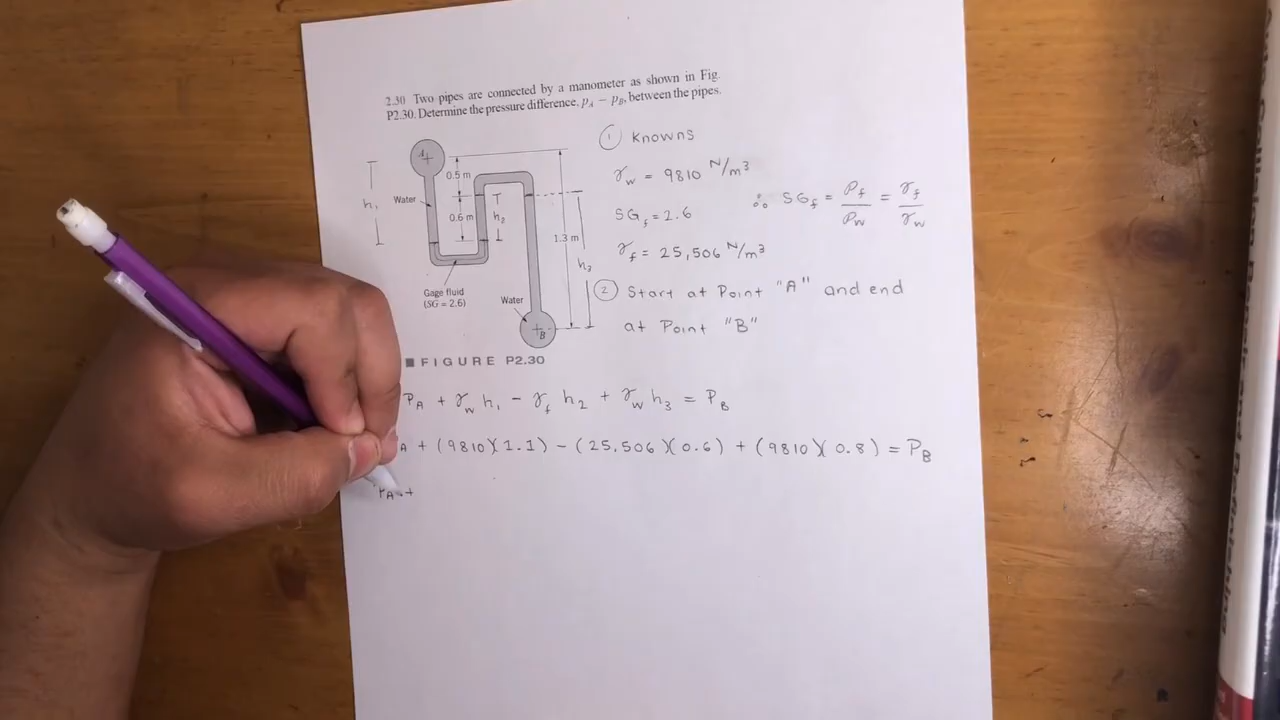 2.30 Two pipes are connected by a manometer as shown in Fig.
P2.30. Determine the pressure difference, pA − pB, between the pipes.
A
0.5 m
Water
h1
0.6 m
h2
1.3 m
h3
Gage fluid
(SG = 2.6)
Water
B
■ FIGURE P2.30
① Knowns
γw = 9810 N/m³
SGf = 2.6
∴ SGf = ρf/ρw = γf/γw
γf = 25,506 N/m³
② Start at Point "A" and end
at Point "B"
PA + γw h1 − γf h2 + γw h3 = PB
A + (9810)(1.1) − (25,506)(0.6) + (9810)(0.8) = PB
PA +